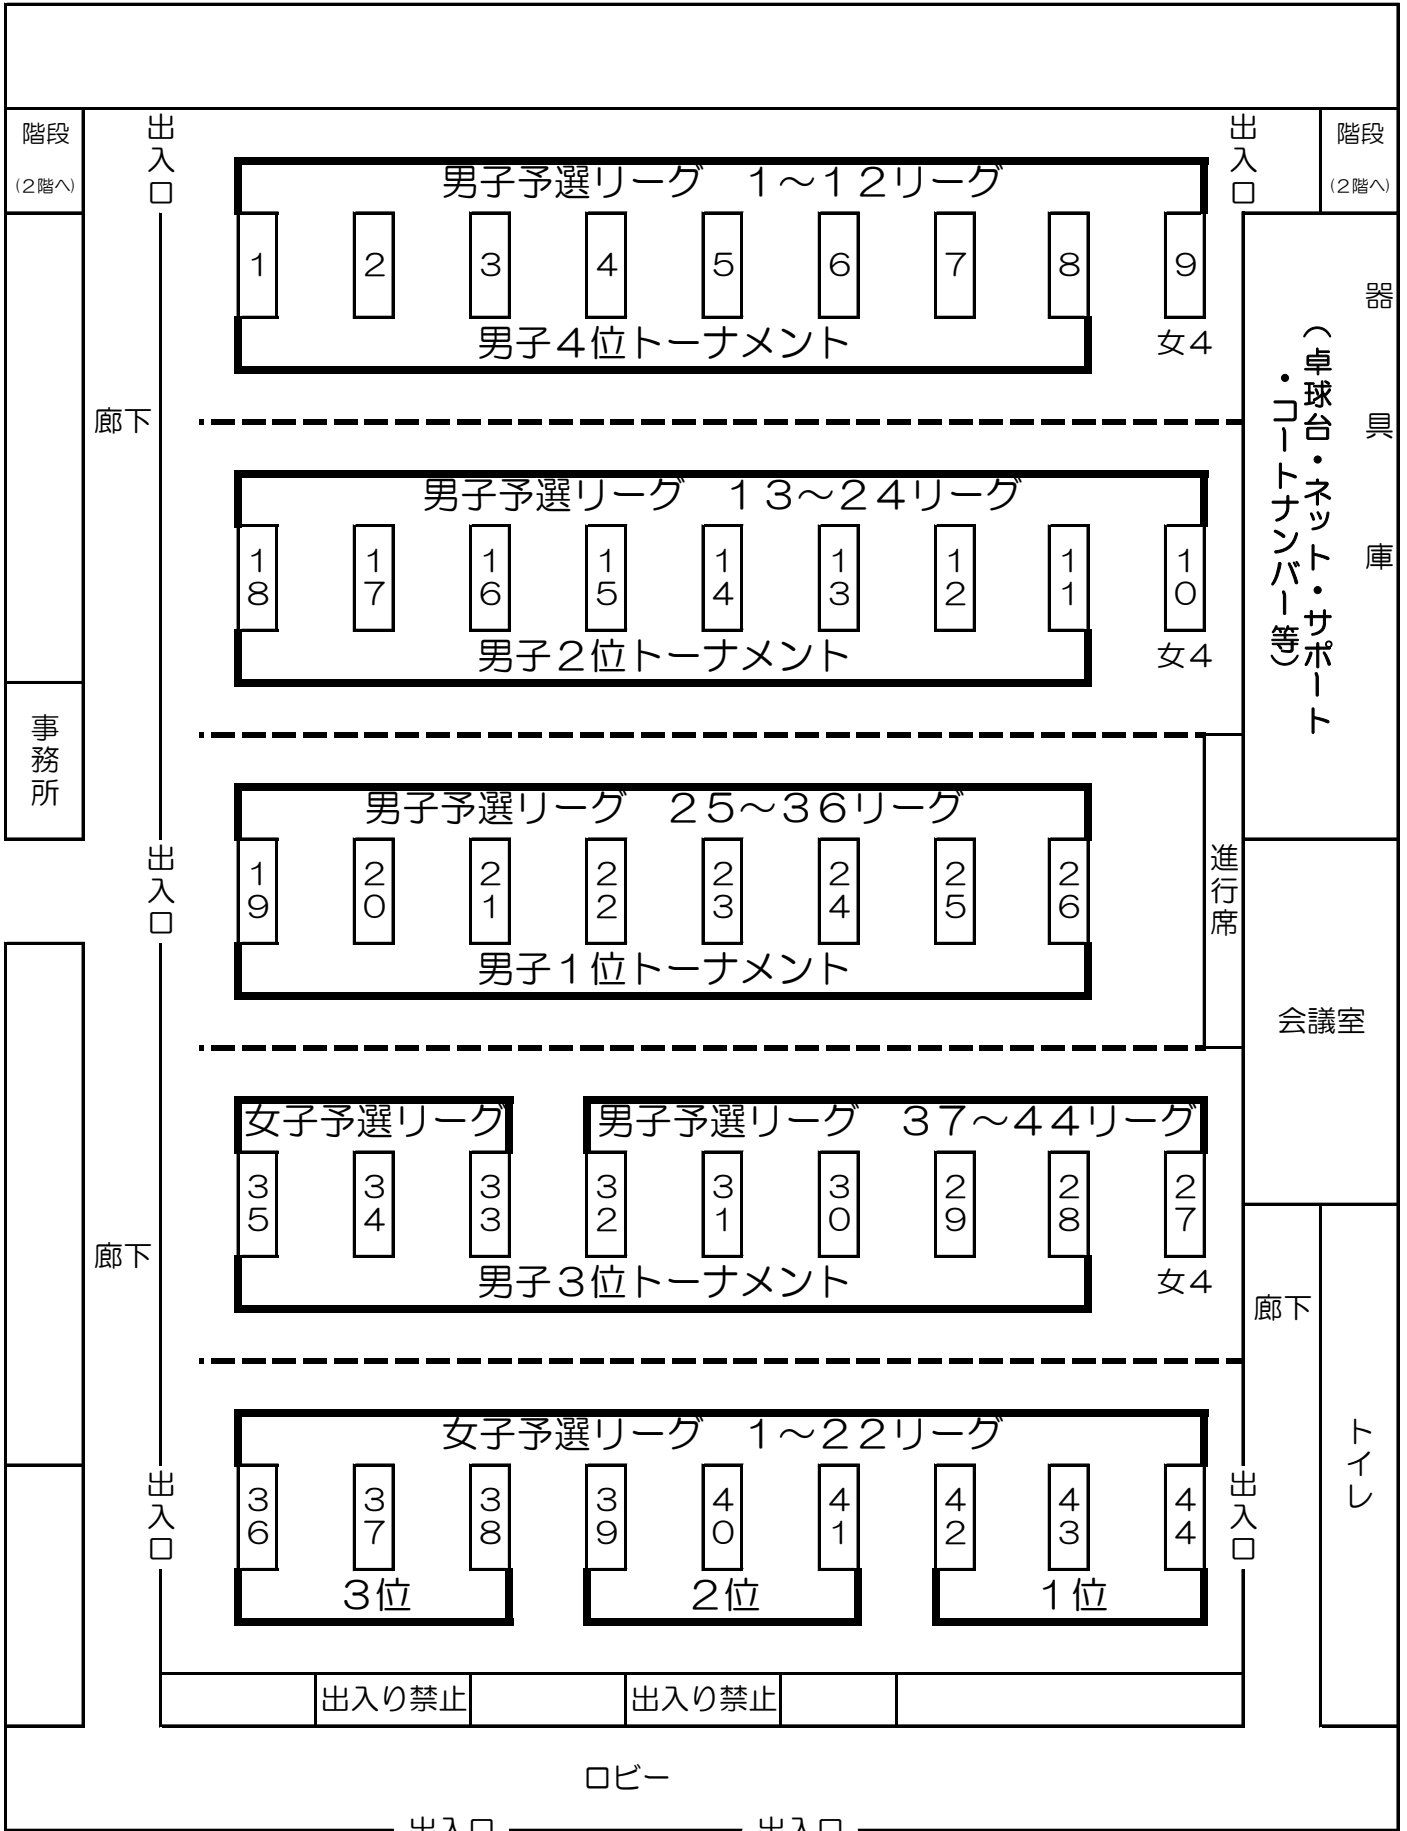 階段
(２階へ)
出入口
出入口
階段
(２階へ)
男子予選リーグ　１～１２リーグ
１
２
３
４
５
６
７
８
９
男子４位トーナメント
女４
器具庫
(卓球台・ネット・サポート
・コートナンバー等)
廊下
男子予選リーグ　１３～２４リーグ
１８
１７
１６
１５
１４
１３
１２
１１
１０
男子２位トーナメント
女４
事務所
男子予選リーグ　２５～３６リーグ
出入口
１９
２０
２１
２２
２３
２４
２５
２６
進行席
男子１位トーナメント
会議室
女子予選リーグ
男子予選リーグ　３７～４４リーグ
３５
３４
３３
３２
３１
３０
２９
２８
２７
廊下
男子３位トーナメント
女４
廊下
女子予選リーグ　１～２２リーグ
トイレ
出入口
３６
３７
３８
３９
４０
４１
４２
４３
４４
出入口
３位
２位
１位
出入り禁止
出入り禁止
ロビー
出入口
出入口